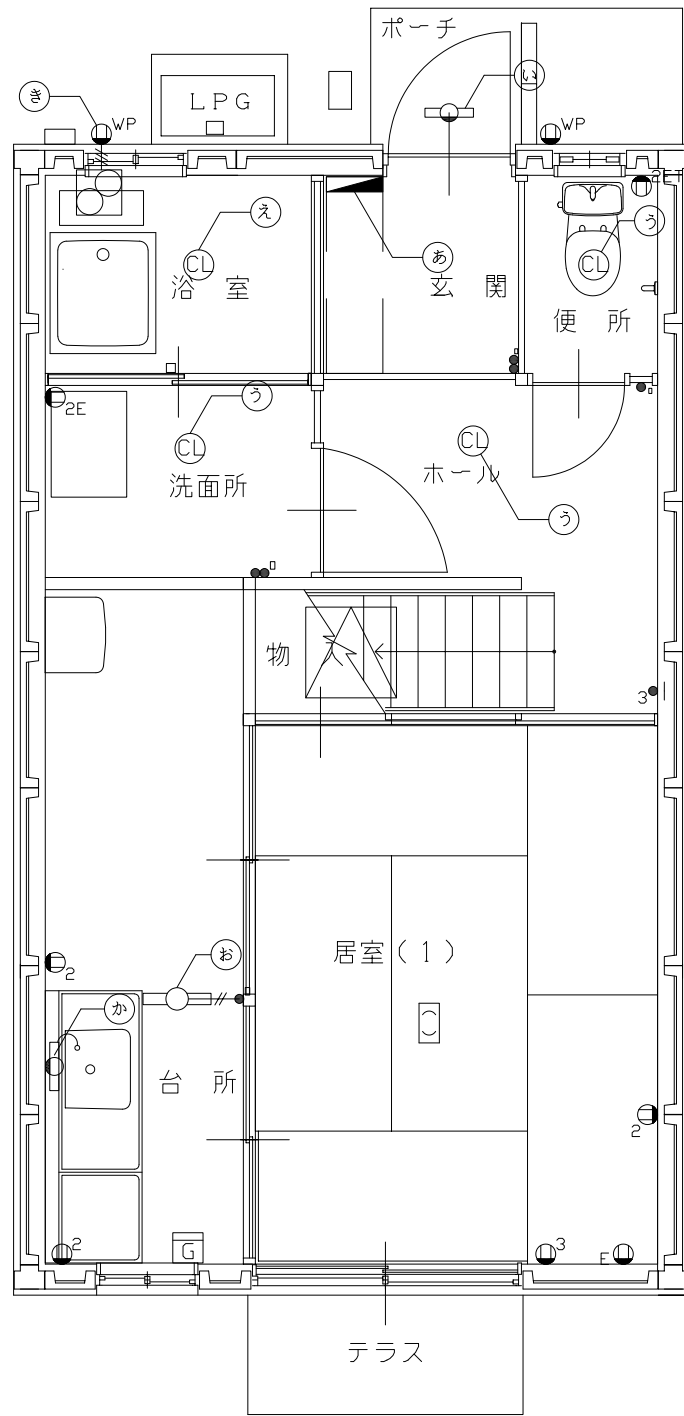 ポーチ
い
き
WP
LPG
WP
2ET
え
う
CL
あ
CL
浴室
玄関
便所
2E
う
CL
CL
洗面所
ホール
う
物入
3
居室(1)
お
2
か
台所
2
2
3
E
G
テラス